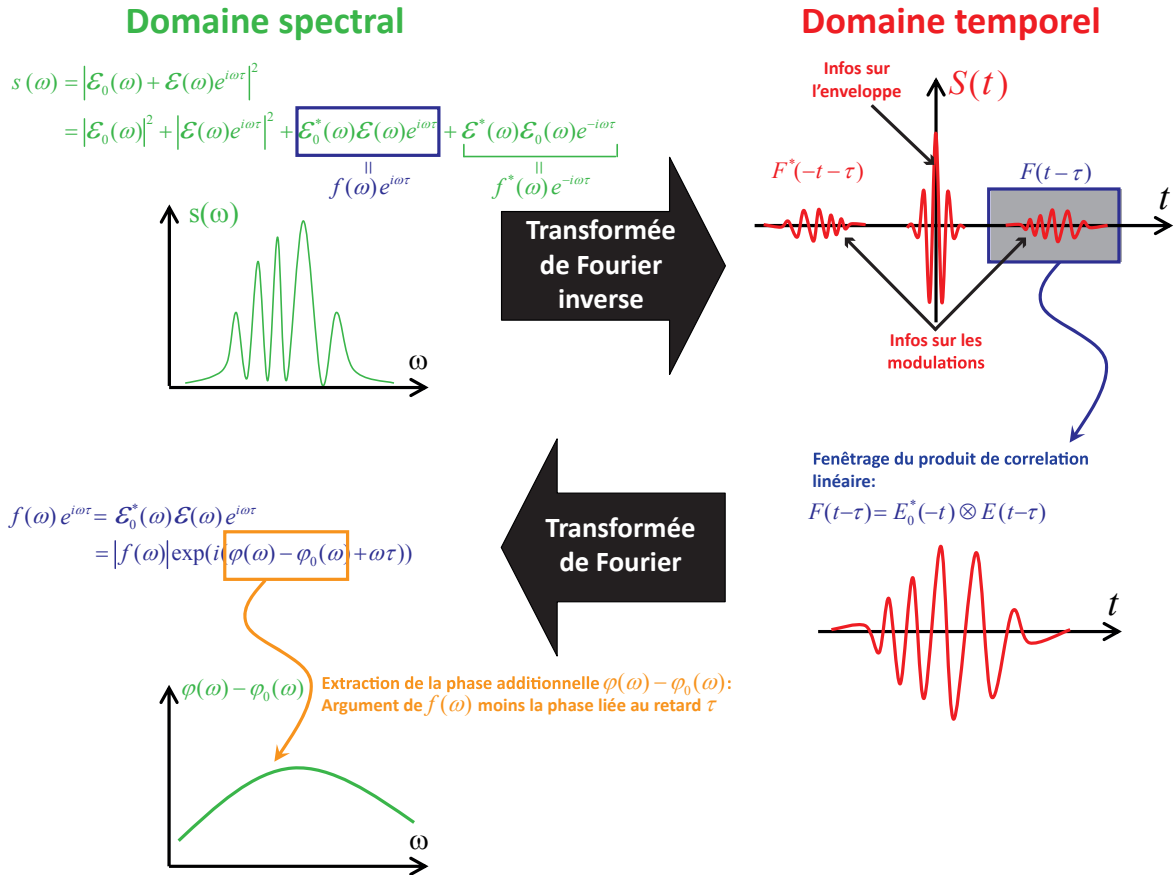 Domaine spectral
s(ω) = |𝓔₀(ω) + 𝓔(ω)e^{iωτ}|²
= |𝓔₀(ω)|² + |𝓔(ω)e^{iωτ}|² + 𝓔₀*(ω)𝓔(ω)e^{iωτ} + 𝓔*(ω)𝓔₀(ω)e^{-iωτ}
= =
f(ω) e^{iωτ} f*(ω) e^{-iωτ}
s(ω)
ω
Transformée
de Fourier
inverse
Domaine temporel
Infos sur
l'enveloppe
S(t)
F*(-t-τ)
F(t-τ)
t
Infos sur les
modulations
Fenêtrage du produit de correlation
linéaire:
F(t-τ) = E₀*(-t) ⊗ E(t-τ)
t
Transformée
de Fourier
f(ω) e^{iωτ} = 𝓔₀*(ω)𝓔(ω) e^{iωτ}
= |f(ω)| exp(i(φ(ω) − φ₀(ω) + ωτ))
φ(ω) − φ₀(ω)
Extraction de la phase additionnelle φ(ω) − φ₀(ω):
Argument de f(ω) moins la phase liée au retard τ
ω